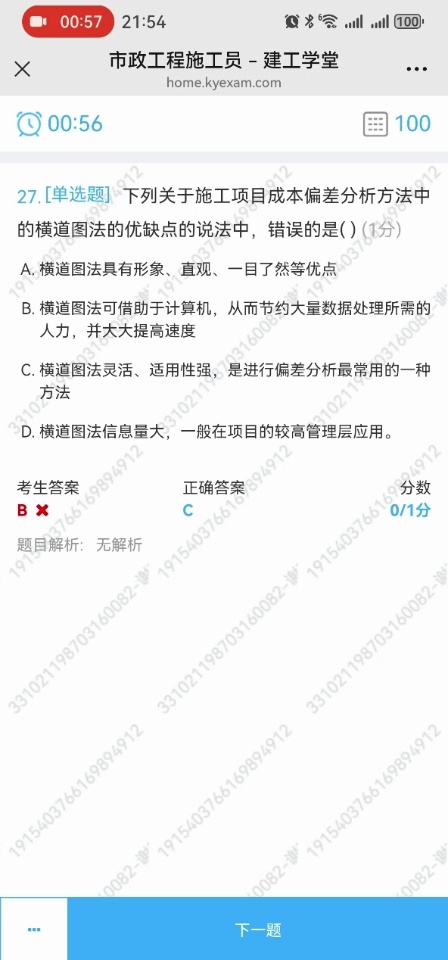 00:57 21:54 100
市政工程施工员 – 建工学堂
home.kyexam.com
00:56 100
27.[单选题] 下列关于施工项目成本偏差分析方法中
的横道图法的优缺点的说法中，错误的是( ) (1分)
A. 横道图法具有形象、直观、一目了然等优点
B. 横道图法可借助于计算机，从而节约大量数据处理所需的
人力，并大大提高速度
C. 横道图法灵活、适用性强，是进行偏差分析最常用的一种
方法
D. 横道图法信息量大，一般在项目的较高管理层应用。
考生答案 正确答案 分数
B C 0/1分
题目解析: 无解析
下一题